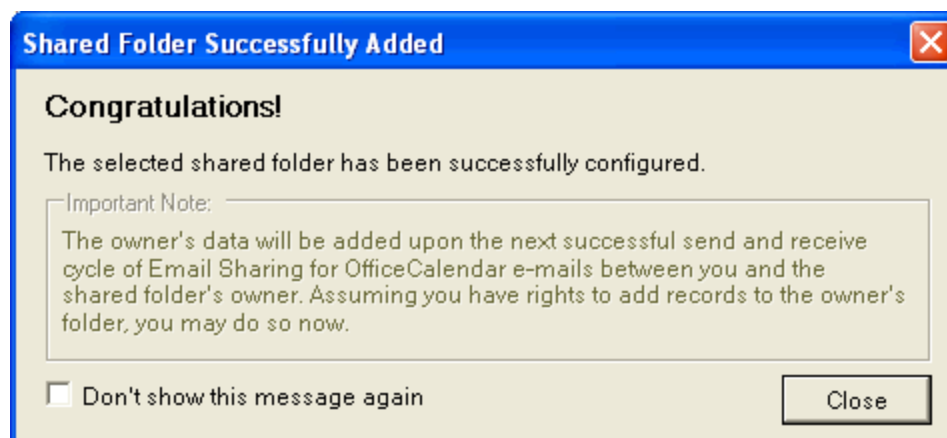 Shared Folder Successfully Added
Congratulations!
The selected shared folder has been successfully configured.
Important Note:
The owner's data will be added upon the next successful send and receive
cycle of Email Sharing for OfficeCalendar e-mails between you and the
shared folder's owner. Assuming you have rights to add records to the owner's
folder, you may do so now.
Don't show this message again
Close